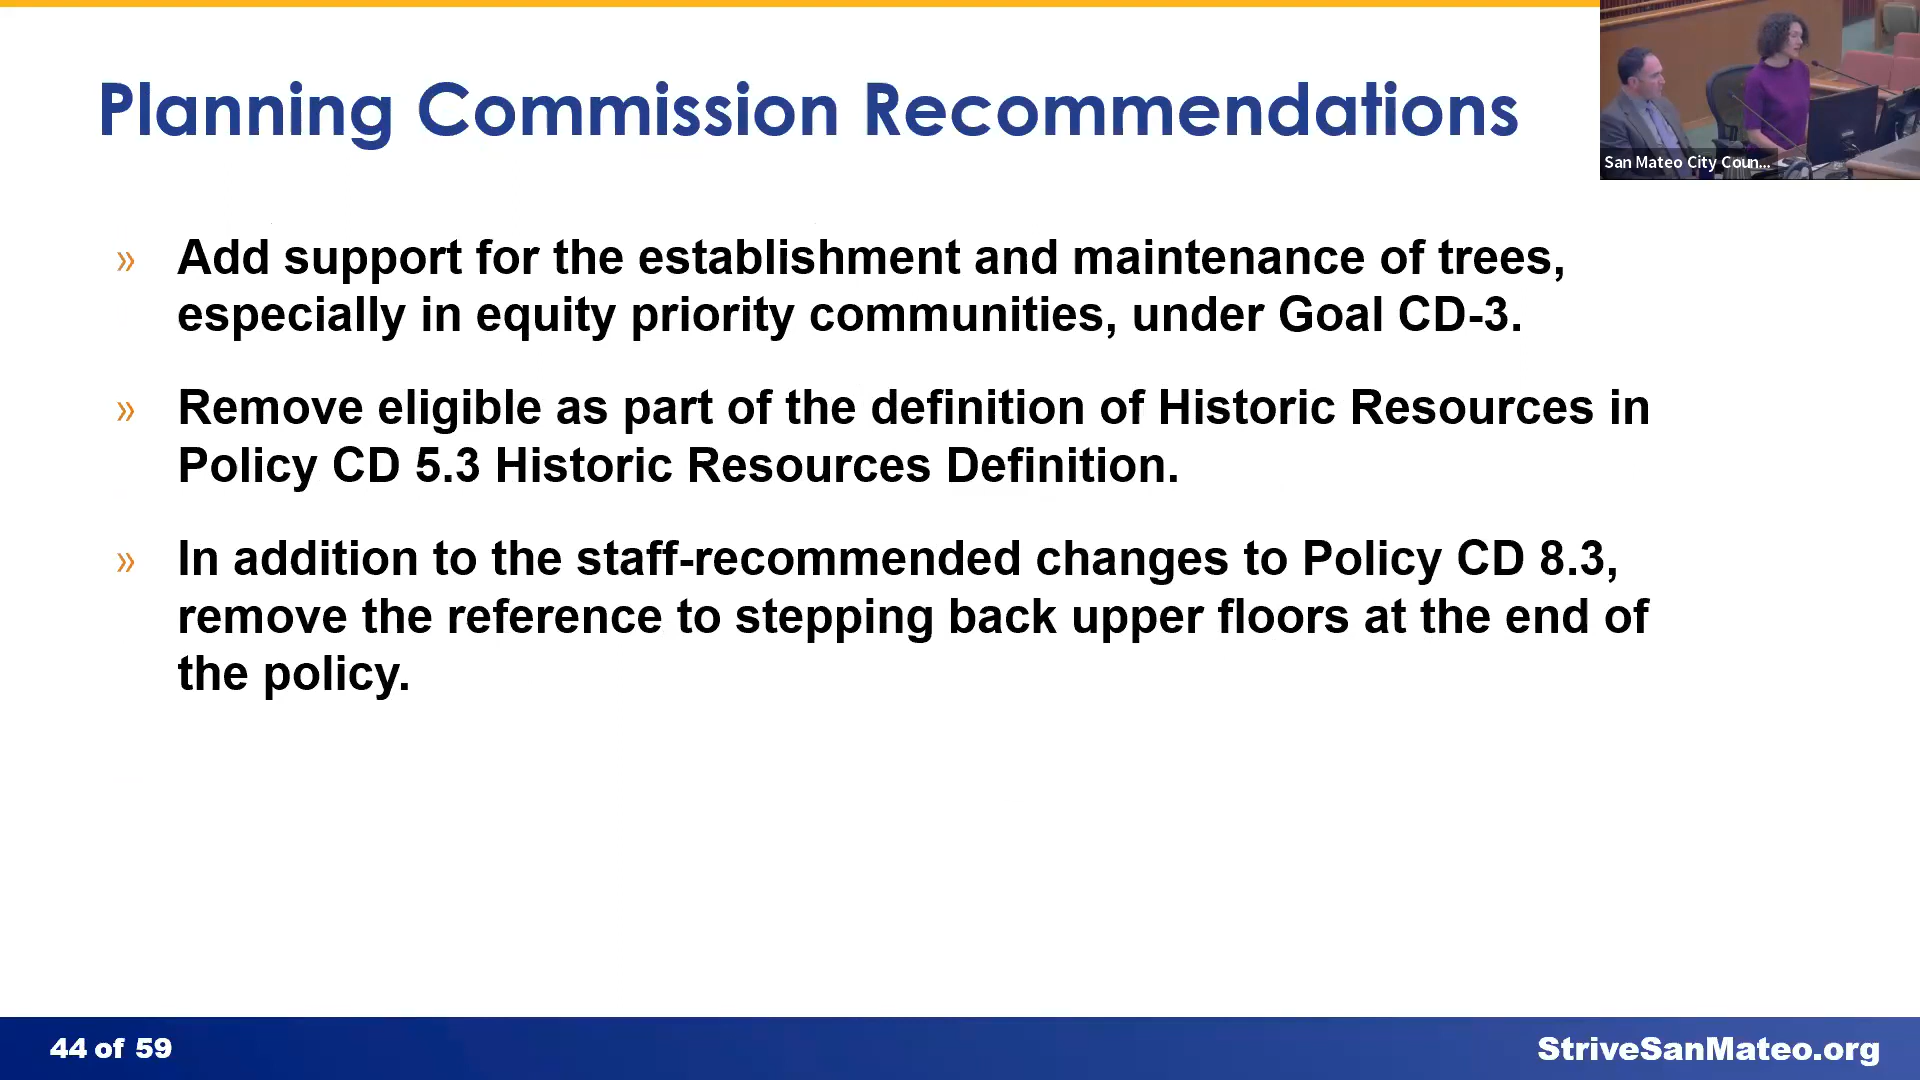 Planning Commission Recommendations
San Mateo City Coun...
» Add support for the establishment and maintenance of trees,
especially in equity priority communities, under Goal CD-3.
» Remove eligible as part of the definition of Historic Resources in
Policy CD 5.3 Historic Resources Definition.
» In addition to the staff-recommended changes to Policy CD 8.3,
remove the reference to stepping back upper floors at the end of
the policy.
44 of 59
StriveSanMateo.org